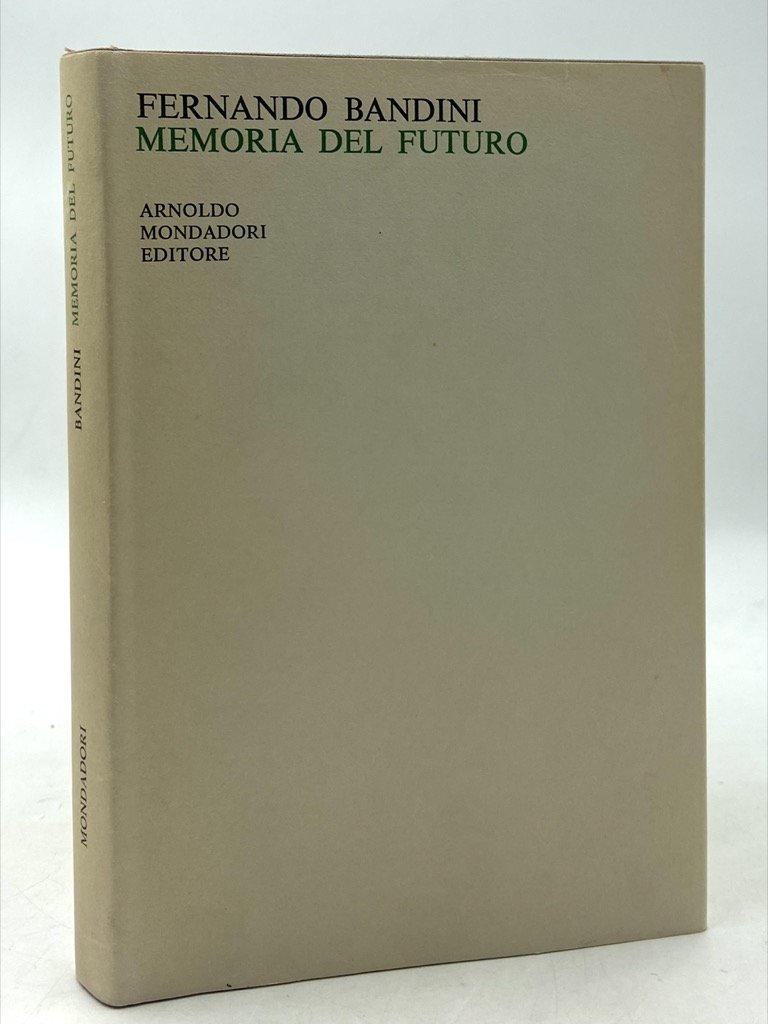 FERNANDO BANDINI
MEMORIA DEL FUTURO
ARNOLDO
MONDADORI
EDITORE
BANDINI MEMORIA DEL FUTURO
MONDADORI